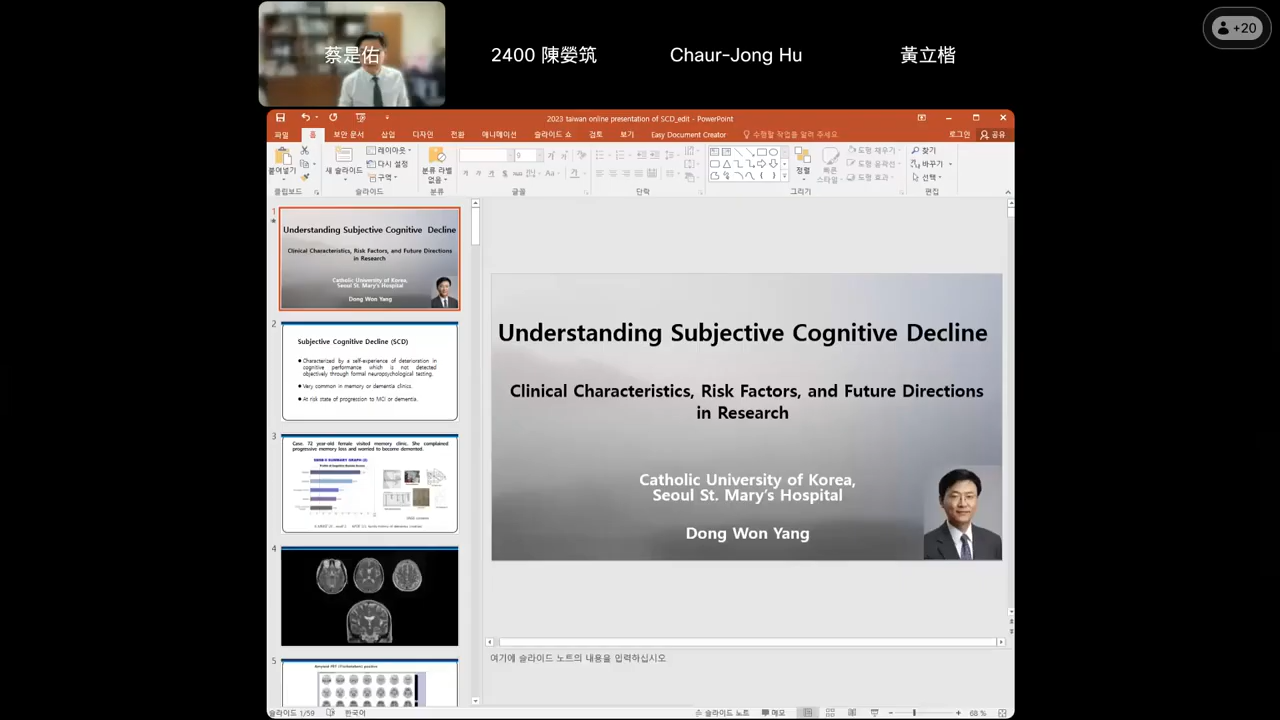 +20
蔡是佑
2400 陳嫈筑
Chaur-Jong Hu
黃立楷
2023 taiwan online presentation of SCD_edit - PowerPoint
파일
홈
보안 문서
삽입
디자인
전환
애니메이션
슬라이드 쇼
검토
보기
Easy Document Creator
수행할 작업을 알려 주세요
로그인
공유
붙여넣기
새 슬라이드
레이아웃
다시 설정
구역
분류 라벨
없음
9
정렬
빠른
스타일
도형 채우기
도형 윤곽선
도형 효과
찾기
바꾸기
선택
클립보드
슬라이드
분류
글꼴
단락
그리기
편집
1
Understanding Subjective Cognitive Decline
Clinical Characteristics, Risk Factors, and Future Directions
in Research
Catholic University of Korea,
Seoul St. Mary's Hospital
Dong Won Yang
2
Subjective Cognitive Decline (SCD)
Characterized by a self-experience of deterioration in
cognitive performance which is not detected
objectively through formal neuropsychological testing.
Very common in memory or dementia clinics.
At risk state of progression to MCI or dementia.
3
Case. 72 year-old female visited memory clinic. She complained
progressive memory loss and worried to become demented.
4
5
Understanding Subjective Cognitive Decline
Clinical Characteristics, Risk Factors, and Future Directions
in Research
Catholic University of Korea,
Seoul St. Mary's Hospital
Dong Won Yang
여기에 슬라이드 노트의 내용을 입력하십시오
슬라이드 1/59
한국어
슬라이드 노트
메모
68 %